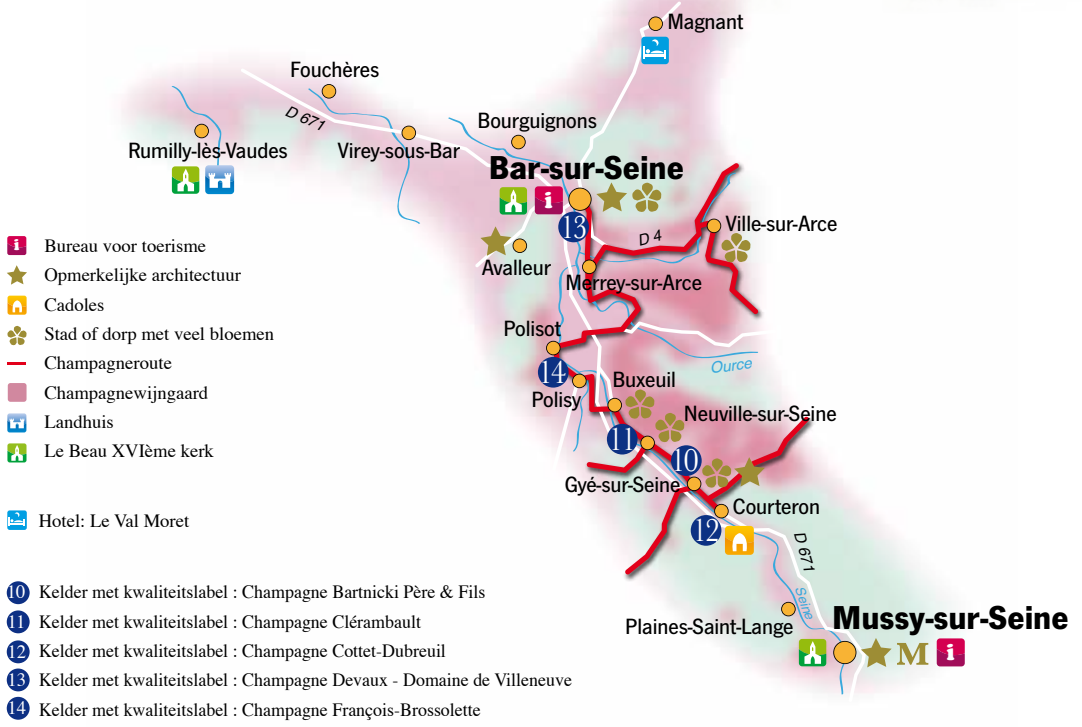 Magnant
Fouchères
D 671
Bourguignons
Rumilly-lès-Vaudes
Virey-sous-Bar
Bar-sur-Seine
i
13
Ville-sur-Arce
D 4
Avalleur
Merrey-sur-Arce
i Bureau voor toerisme
Opmerkelijke architectuur
Cadoles
Stad of dorp met veel bloemen
Champagneroute
Champagnewijngaard
Landhuis
Le Beau XVIème kerk
Hotel: Le Val Moret
Polisot
14
Ource
Polisy
Buxeuil
Neuville-sur-Seine
11
10
Gyé-sur-Seine
Courteron
12
D 671
Seine
Plaines-Saint-Lange
Mussy-sur-Seine
M i
10 Kelder met kwaliteitslabel : Champagne Bartnicki Père & Fils
11 Kelder met kwaliteitslabel : Champagne Clérambault
12 Kelder met kwaliteitslabel : Champagne Cottet-Dubreuil
13 Kelder met kwaliteitslabel : Champagne Devaux - Domaine de Villeneuve
14 Kelder met kwaliteitslabel : Champagne François-Brossolette